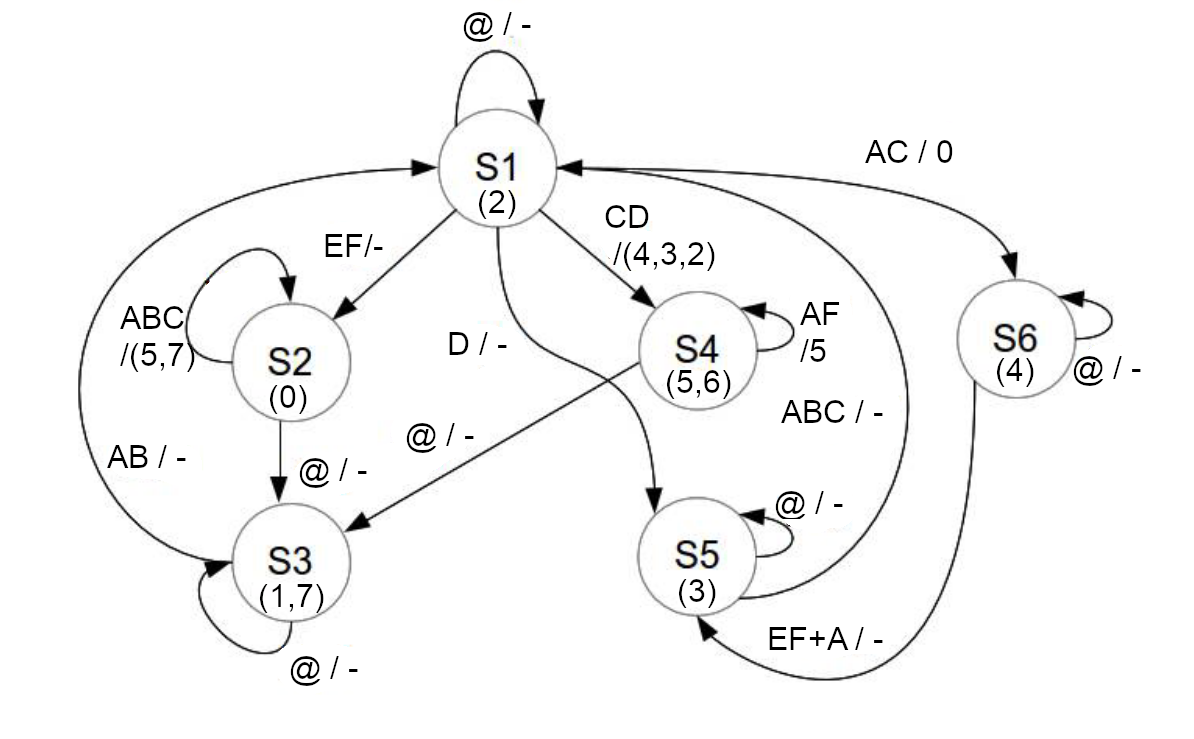 @ / -
AC / 0
S1
(2)
CD
/(4,3,2)
EF/-
ABC
/(5,7)
AF
/5
S6
(4)
D / -
S4
(5,6)
S2
(0)
@ / -
ABC / -
@ / -
AB / -
@ / -
@ / -
S5
(3)
S3
(1,7)
EF+A / -
@ / -